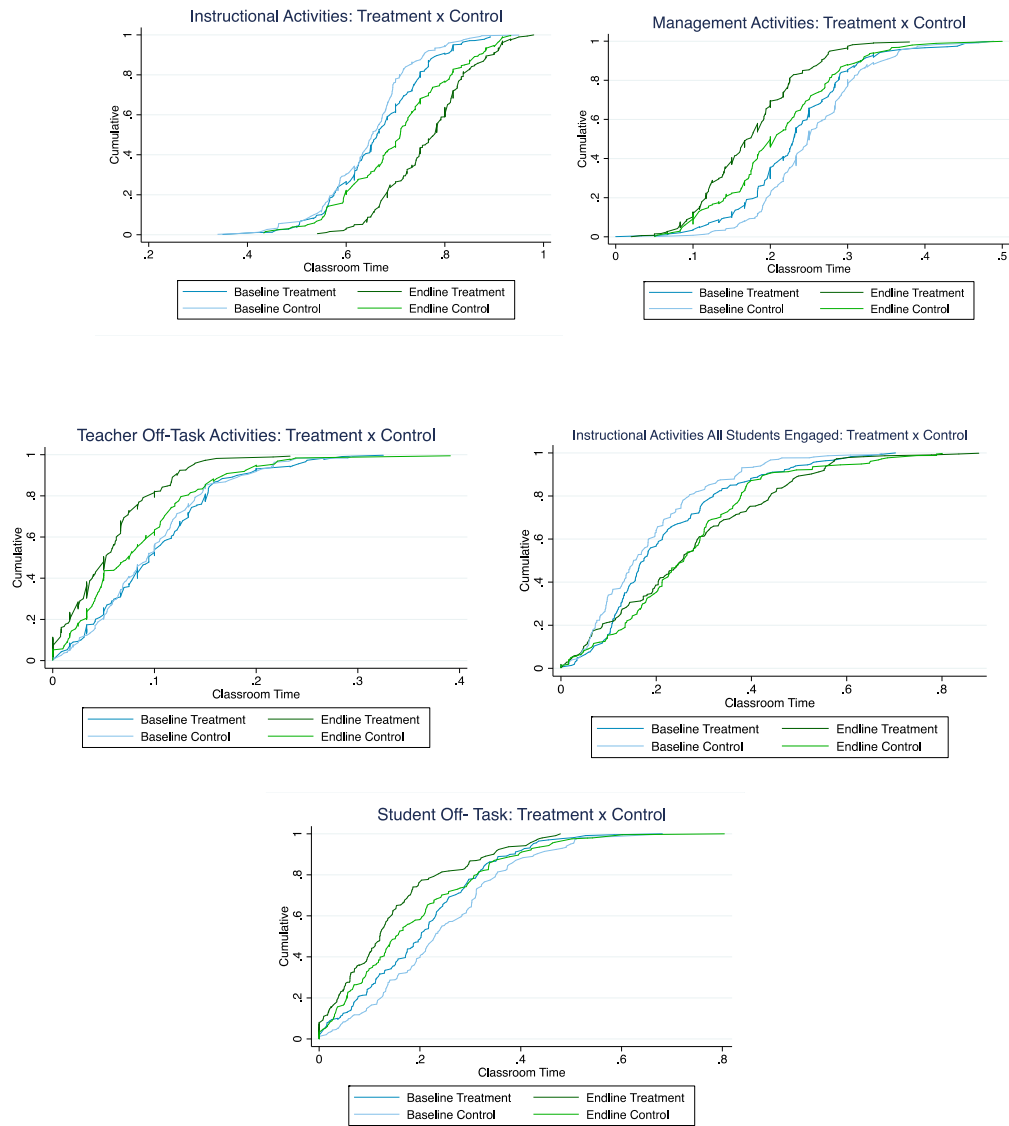 Instructional Activities: Treatment x Control
Cumulative
0 .2 .4 .6 .8 1
.2 .4 .6 .8 1
Classroom Time
Baseline Treatment Endline Treatment
Baseline Control Endline Control
Management Activities: Treatment x Control
Cumulative
0 .2 .4 .6 .8 1
0 .1 .2 .3 .4 .5
Classroom Time
Baseline Treatment Endline Treatment
Baseline Control Endline Control
Teacher Off-Task Activities: Treatment x Control
Cumulative
0 .2 .4 .6 .8 1
0 .1 .2 .3 .4
Classroom Time
Baseline Treatment Endline Treatment
Baseline Control Endline Control
Instructional Activities All Students Engaged: Treatment x Control
Cumulative
0 .2 .4 .6 .8 1
0 .2 .4 .6 .8
Classroom Time
Baseline Treatment Endline Treatment
Baseline Control Endline Control
Student Off- Task: Treatment x Control
Cumulative
0 .2 .4 .6 .8 1
0 .2 .4 .6 .8
Classroom Time
Baseline Treatment Endline Treatment
Baseline Control Endline Control